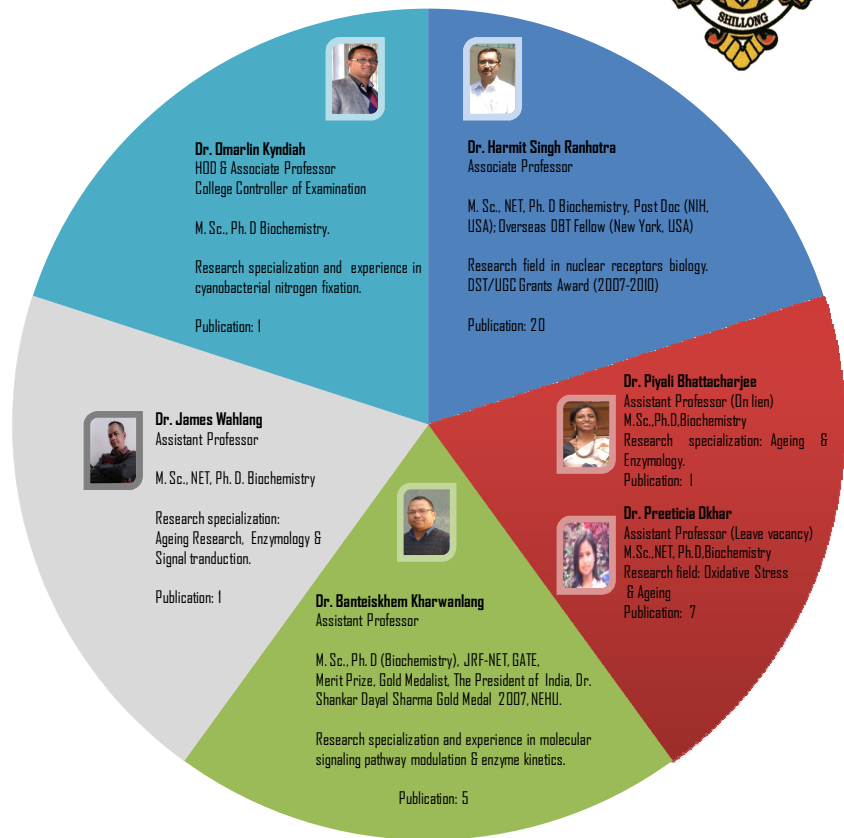 SHILLONG
Dr. Omarlin Kyndiah
HOD & Associate Professor
College Controller of Examination
M. Sc., Ph. D Biochemistry.
Research specialization and experience in
cyanobacterial nitrogen fixation.
Publication: 1
Dr. Harmit Singh Ranhotra
Associate Professor
M. Sc., NET, Ph. D Biochemistry, Post Doc (NIH,
USA); Overseas DBT Fellow (New York, USA)
Research field in nuclear receptors biology.
DST/UGC Grants Award (2007-2010)
Publication: 20
Dr. Piyali Bhattacharjee
Assistant Professor (On lien)
M.Sc.,Ph.D,Biochemistry
Research specialization: Ageing &
Enzymology.
Publication: 1
Dr. Preeticia Dkhar
Assistant Professor (Leave vacancy)
M.Sc.,NET, Ph.D,Biochemistry
Research field: Oxidative Stress
& Ageing
Publication: 7
Dr. James Wahlang
Assistant Professor
M. Sc., NET, Ph. D. Biochemistry
Research specialization:
Ageing Research, Enzymology &
Signal tranduction.
Publication: 1
Dr. Banteiskhem Kharwanlang
Assistant Professor
M. Sc., Ph. D (Biochemistry), JRF-NET, GATE,
Merit Prize, Gold Medalist, The President of India, Dr.
Shankar Dayal Sharma Gold Medal 2007, NEHU.
Research specialization and experience in molecular
signaling pathway modulation & enzyme kinetics.
Publication: 5